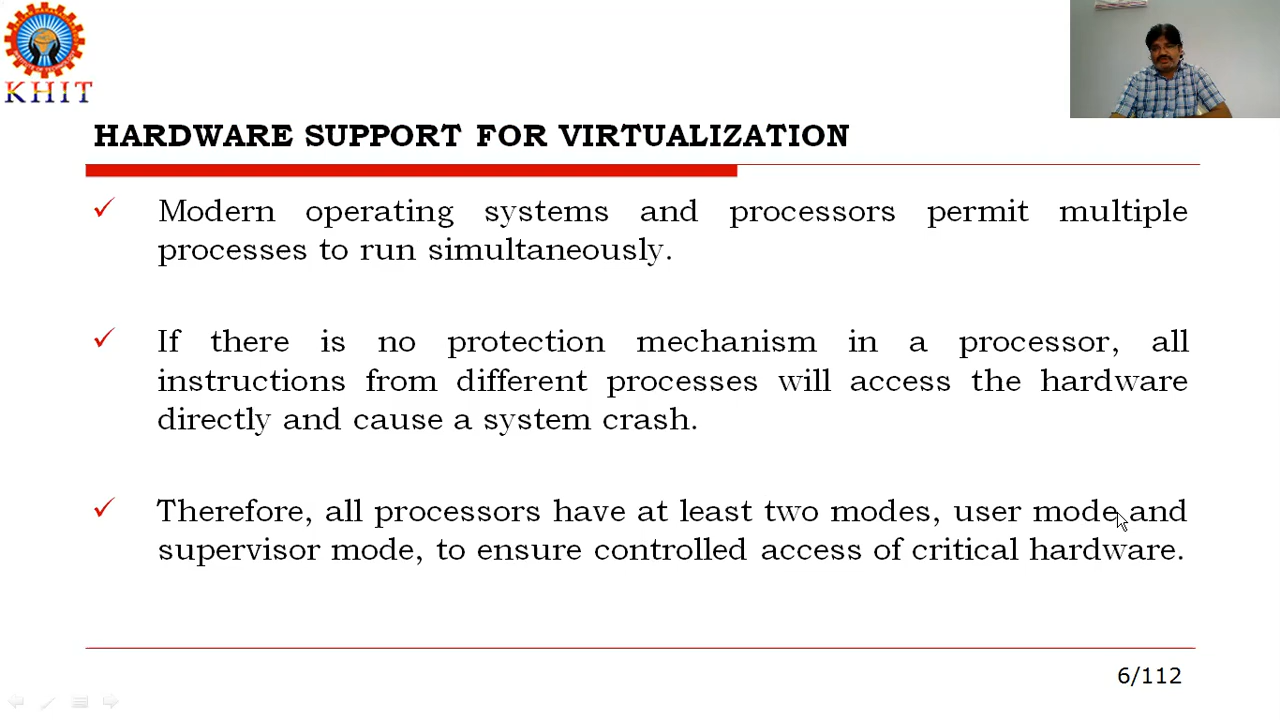 KHIT
HARDWARE SUPPORT FOR VIRTUALIZATION
Modern operating systems and processors permit multiple
processes to run simultaneously.
If there is no protection mechanism in a processor, all
instructions from different processes will access the hardware
directly and cause a system crash.
Therefore, all processors have at least two modes, user mode and
supervisor mode, to ensure controlled access of critical hardware.
6/112